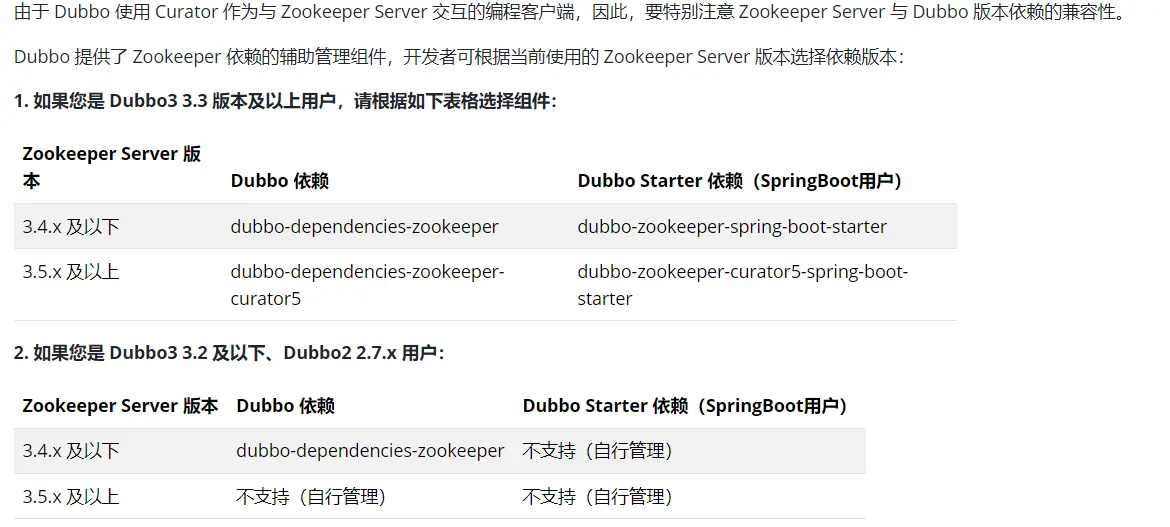 由于 Dubbo 使用 Curator 作为与 Zookeeper Server 交互的编程客户端，因此，要特别注意 Zookeeper Server 与 Dubbo 版本依赖的兼容性。
Dubbo 提供了 Zookeeper 依赖的辅助管理组件，开发者可根据当前使用的 Zookeeper Server 版本选择依赖版本：
1. 如果您是 Dubbo3 3.3 版本及以上用户，请根据如下表格选择组件：
Zookeeper Server 版
本 Dubbo 依赖 Dubbo Starter 依赖（SpringBoot用户）
3.4.x 及以下 dubbo-dependencies-zookeeper dubbo-zookeeper-spring-boot-starter
3.5.x 及以上 dubbo-dependencies-zookeeper- dubbo-zookeeper-curator5-spring-boot-
curator5 starter
2. 如果您是 Dubbo3 3.2 及以下、Dubbo2 2.7.x 用户：
Zookeeper Server 版本 Dubbo 依赖 Dubbo Starter 依赖（SpringBoot用户）
3.4.x 及以下 dubbo-dependencies-zookeeper 不支持（自行管理）
3.5.x 及以上 不支持（自行管理） 不支持（自行管理）